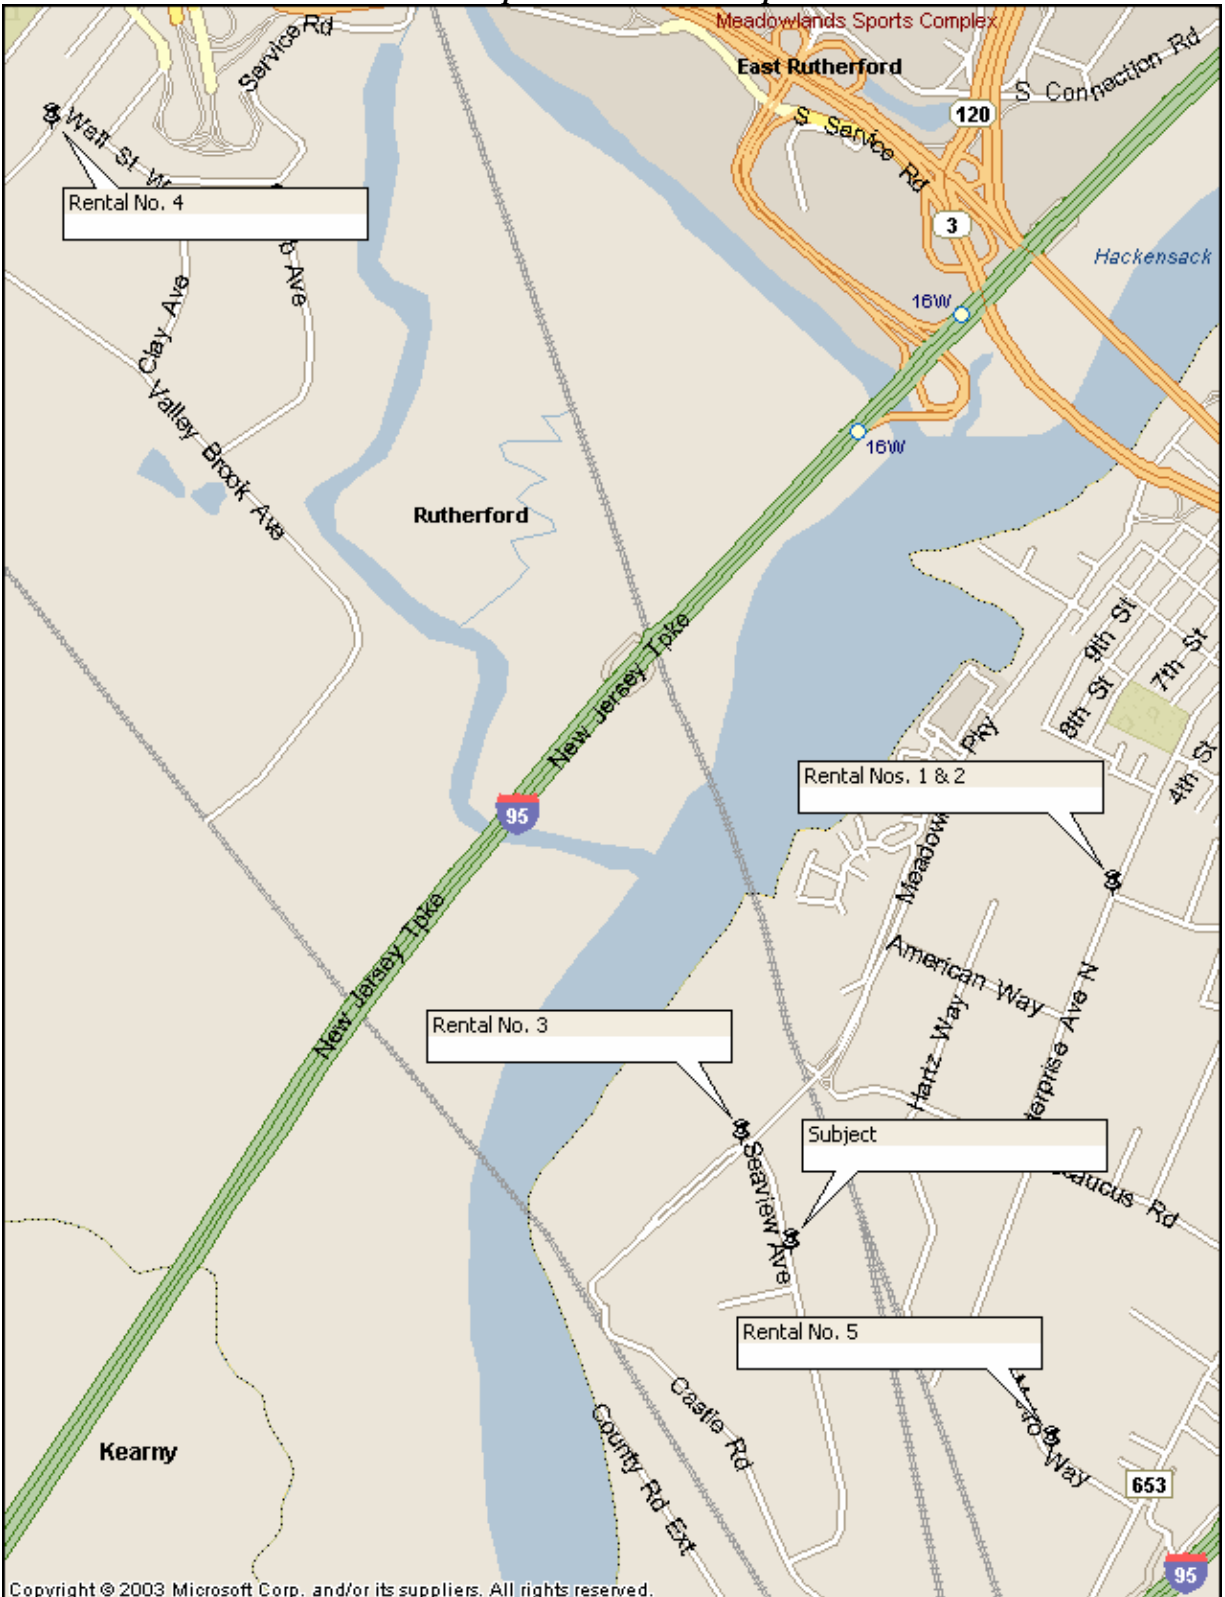 Meadowlands Sports Complex
Service Rd
East Rutherford
S Connection Rd
120
S Service Rd
Wall St W
Rental No. 4
3
Hackensack
Ave
16W
Clay Ave
16W
Valley Brook Ave
Rutherford
9th St
7th St
New Jersey Tpke
8th St
Pky
4th St
Rental Nos. 1 & 2
95
Meadow
New Jersey Tpke
American Way
Rental No. 3
Hartz Way
erprise Ave N
Subject
Seaview Ave
aucus Rd
Rental No. 5
Castle Rd
Way
County Rd Ext
Kearny
653
95
Copyright © 2003 Microsoft Corp. and/or its suppliers. All rights reserved.